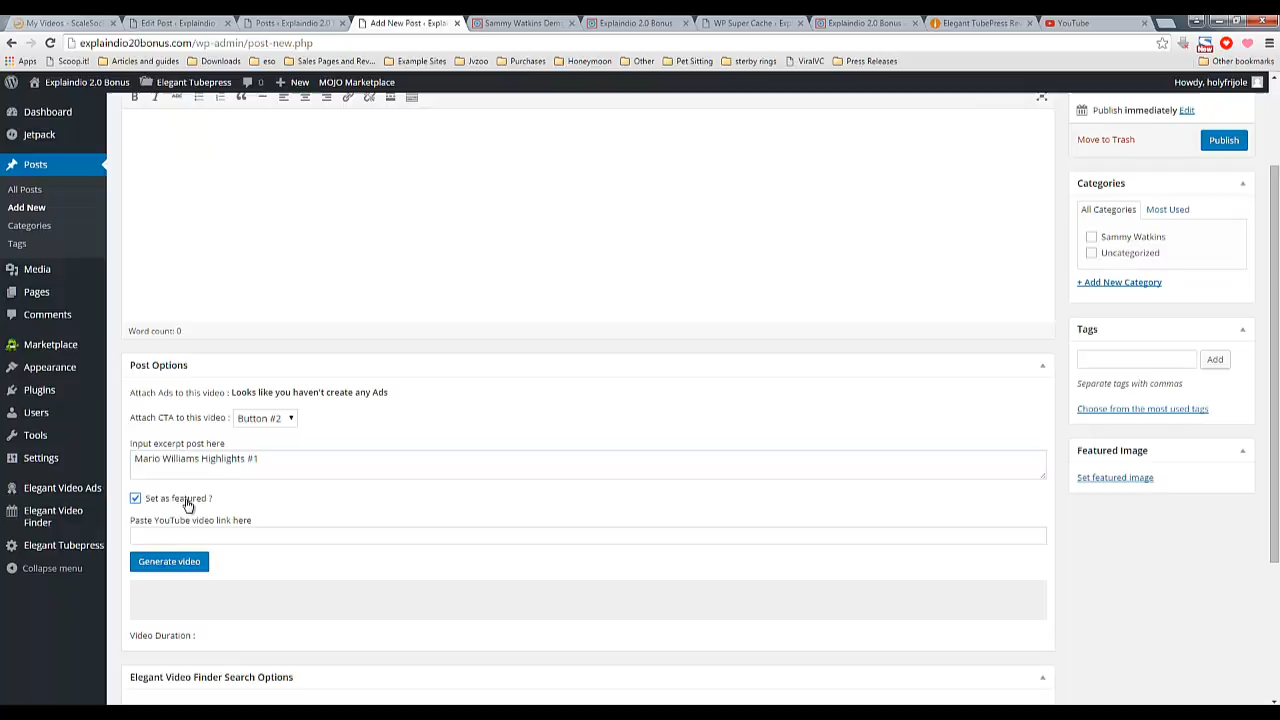 My Videos - ScaleSoc
Edit Post ‹ Explaindio
Posts ‹ Explaindio 2.0 B
Add New Post ‹ Expla
Sammy Watkins Dem
Explaindio 2.0 Bonus
WP Super Cache ‹ Exp
Explaindio 2.0 Bonus
Elegant TubePress Re
YouTube
explaindio20bonus.com/wp-admin/post-new.php
Apps
Scoop.it!
Articles and guides
Downloads
eso
Sales Pages and Rev...
Example Sites
Jvzoo
Purchases
Honeymoon
Other
Pet Sitting
sterby rings
ViralVC
Press Releases
Other bookmarks
New
Explaindio 2.0 Bonus
Elegant Tubepress
0
+ New
MOJO Marketplace
Howdy, holyfrijole
Dashboard
Jetpack
Posts
All Posts
Add New
Categories
Tags
Media
Pages
Comments
Marketplace
Appearance
Plugins
Users
Tools
Settings
Elegant Video Ads
Elegant Video
Finder
Elegant Tubepress
Collapse menu
B I ABC
Word count: 0
Post Options
Attach Ads to this video : Looks like you haven't create any Ads
Attach CTA to this video : Button #2
Input excerpt post here
Mario Williams Highlights #1
Set as featured ?
Paste YouTube video link here
Generate video
Video Duration :
Elegant Video Finder Search Options
Publish immediately Edit
Move to Trash
Publish
Categories
All Categories
Most Used
Sammy Watkins
Uncategorized
+ Add New Category
Tags
Add
Separate tags with commas
Choose from the most used tags
Featured Image
Set featured image